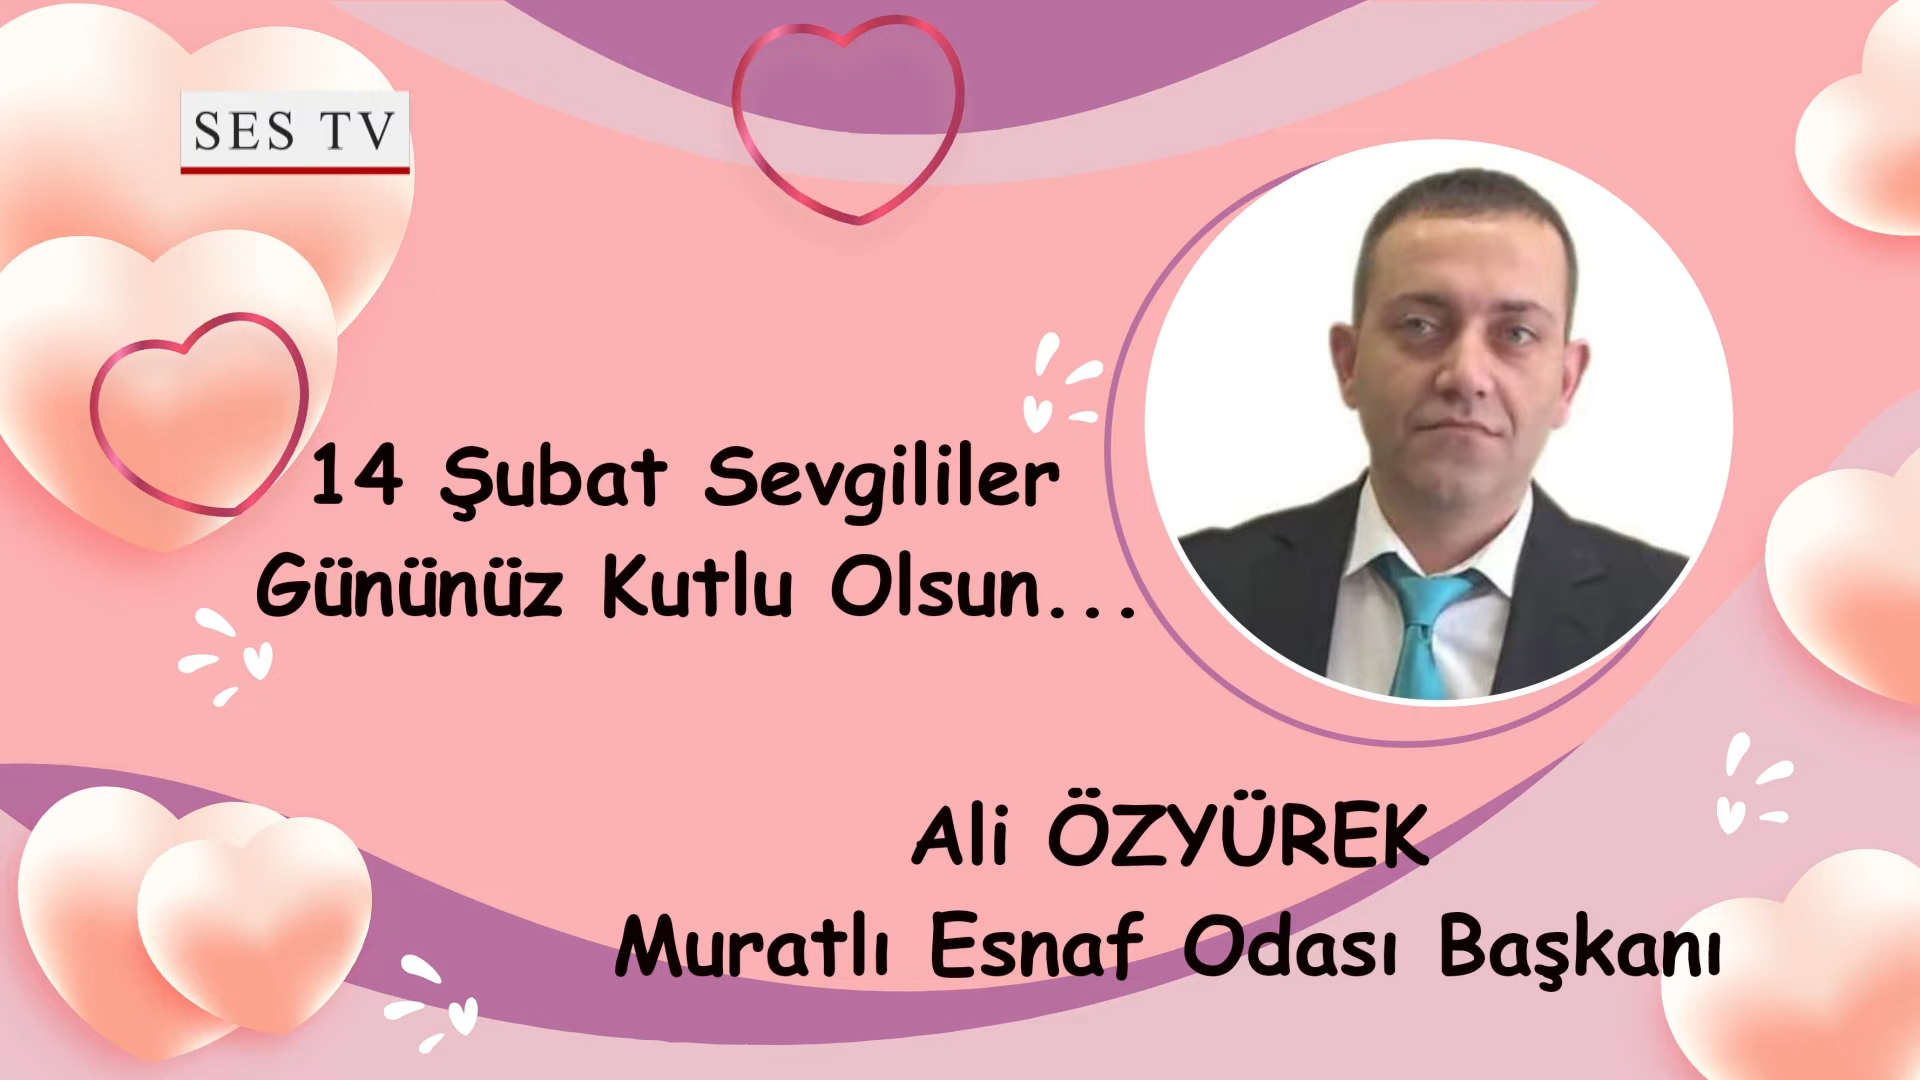 SES TV
14 Şubat Sevgililer
Gününüz Kutlu Olsun...
Ali ÖZYÜREK
Muratlı Esnaf Odası Başkanı